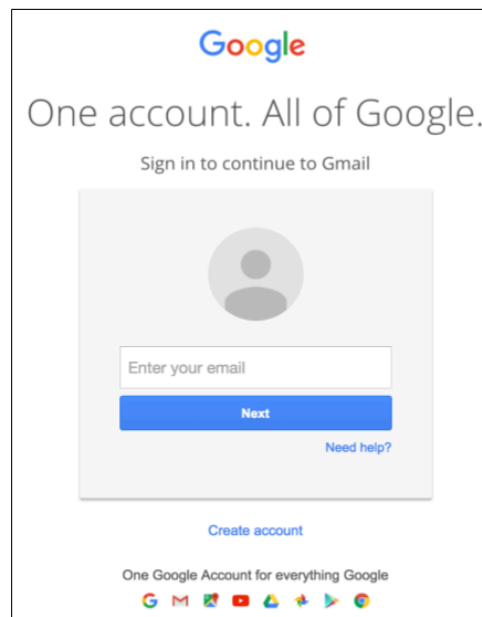 Google
One account. All of Google.
Sign in to continue to Gmail
Enter your email
Next
Need help?
Create account
One Google Account for everything Google